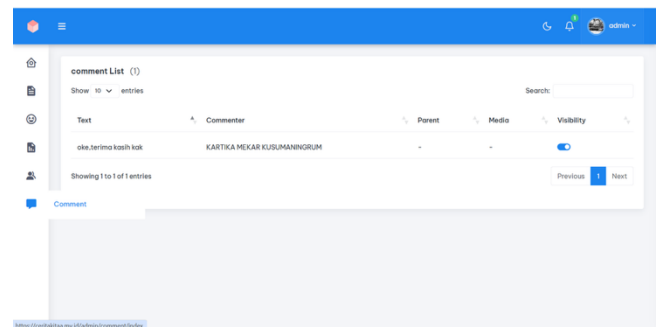 1
admin
comment List (1)
Show 10 entries
Search:
Text Commenter Parent Media Visibility
oke,terima kasih kak KARTIKA MEKAR KUSUMANINGRUM - -
Showing 1 to 1 of 1 entries
Previous 1 Next
Comment